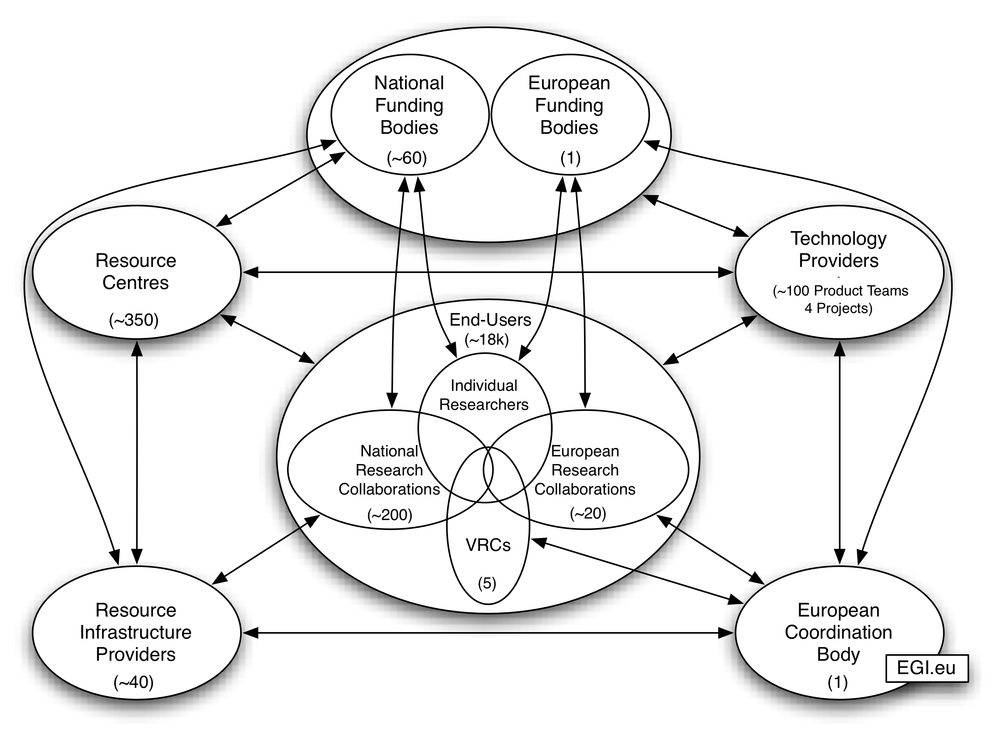 National
Funding
Bodies
(~60)
European
Funding
Bodies
(1)
Resource
Centres
(~350)
Technology
Providers
-
(~100 Product Teams
4 Projects)
End-Users
(~18k)
Individual
Researchers
National
Research
Collaborations
(~200)
European
Research
Collaborations
(~20)
VRCs
(5)
Resource
Infrastructure
Providers
(~40)
European
Coordination
Body
(1)
EGI.eu